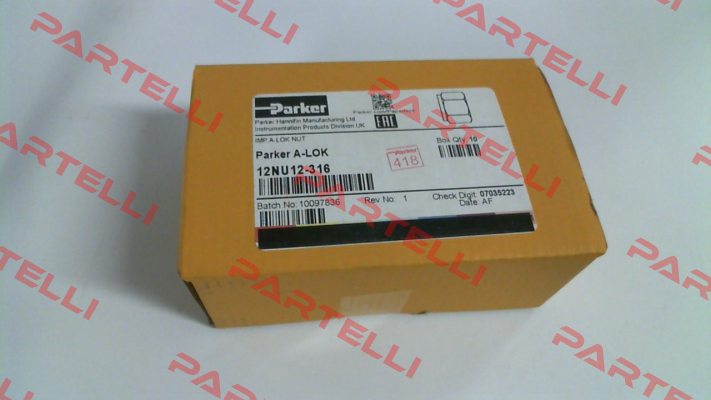 Parker
Parker Hannifin Manufacturing Ltd
Instrumentation Products Division UK
EAC
IMP A-LOK NUT
Box Qty 10
Parker A-LOK
12NU12-316
Parker
418
Batch No: 10097836
Rev No: 1
Check Digit: 07035223
Date: AF
PARTELLI
PARTELLI
PARTELLI
PARTELLI
PARTELLI
PARTELLI
PARTELLI